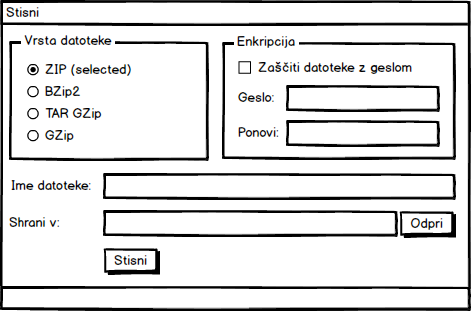 Stisni
Vrsta datoteke
ZIP (selected)
BZip2
TAR GZip
GZip
Enkripcija
Zaščiti datoteke z geslom
Geslo:
Ponovi:
Ime datoteke:
Shrani v:
Odpri
Stisni